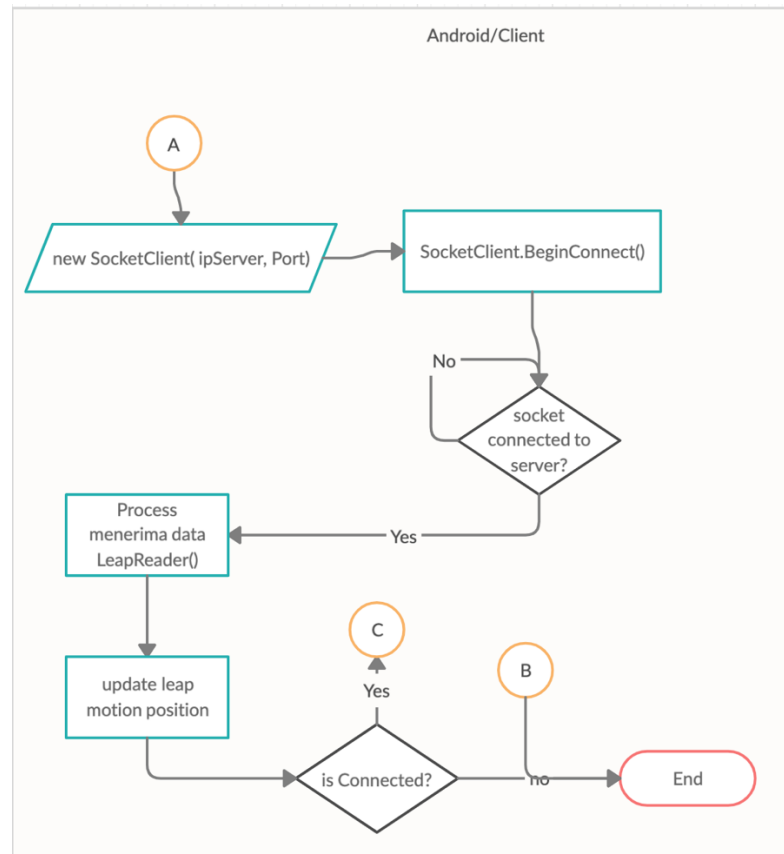 Android/Client
A
new SocketClient( ipServer, Port)
SocketClient.BeginConnect()
No
socket
connected to
server?
Process
menerima data
LeapReader()
Yes
C
B
update leap
motion position
Yes
is Connected?
no
End